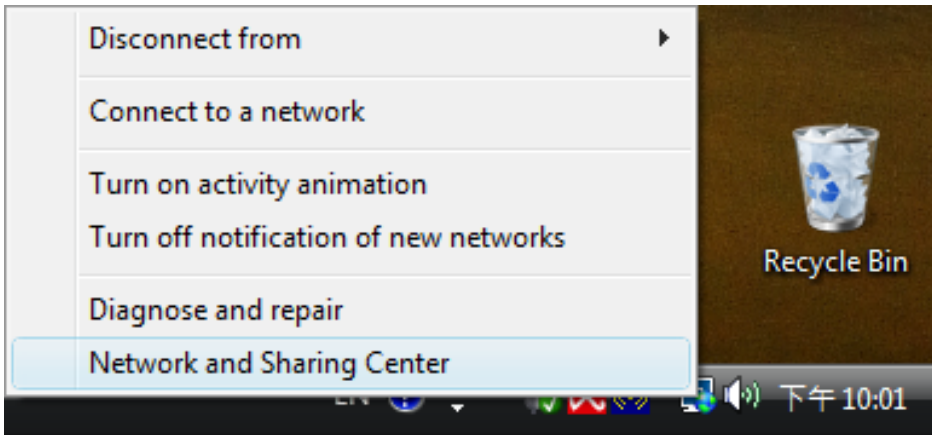 Disconnect from
Connect to a network
Turn on activity animation
Turn off notification of new networks
Recycle Bin
Diagnose and repair
Network and Sharing Center
EN
下午 10:01